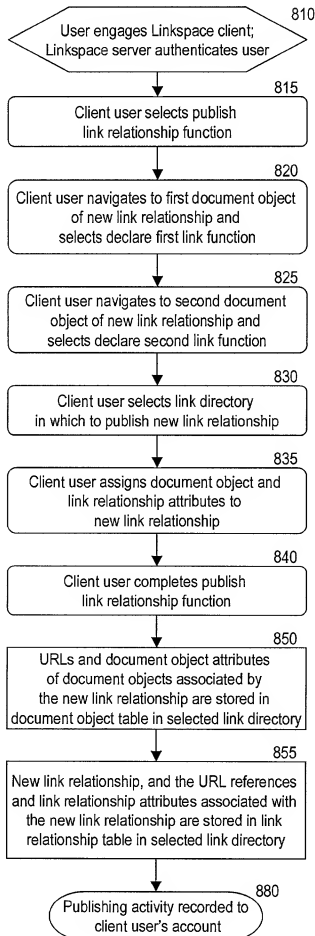 810
User engages Linkspace client;
Linkspace server authenticates user
815
Client user selects publish
link relationship function
820
Client user navigates to first document object
of new link relationship and
selects declare first link function
825
Client user navigates to second document
object of new link relationship and
selects declare second link function
830
Client user selects link directory
in which to publish new link relationship
835
Client user assigns document object and
link relationship attributes to
new link relationship
840
Client user completes publish
link relationship function
850
URLs and document object attributes
of document objects associated by
the new link relationship are stored in
document object table in selected link directory
855
New link relationship, and the URL references
and link relationship attributes associated with
the new link relationship are stored in link
relationship table in selected link directory
880
Publishing activity recorded to
client user's account